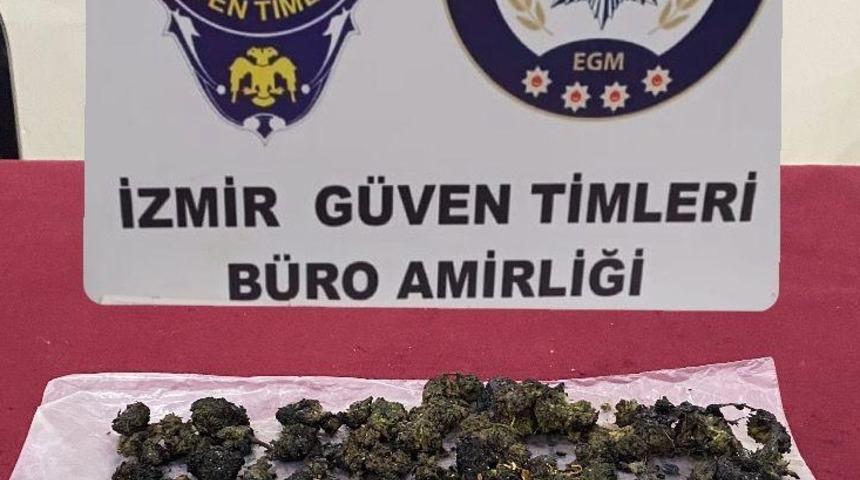 EN TİML
EGM
İZMİR GÜVEN TİMLERİ
BÜRO AMİRLİĞİ